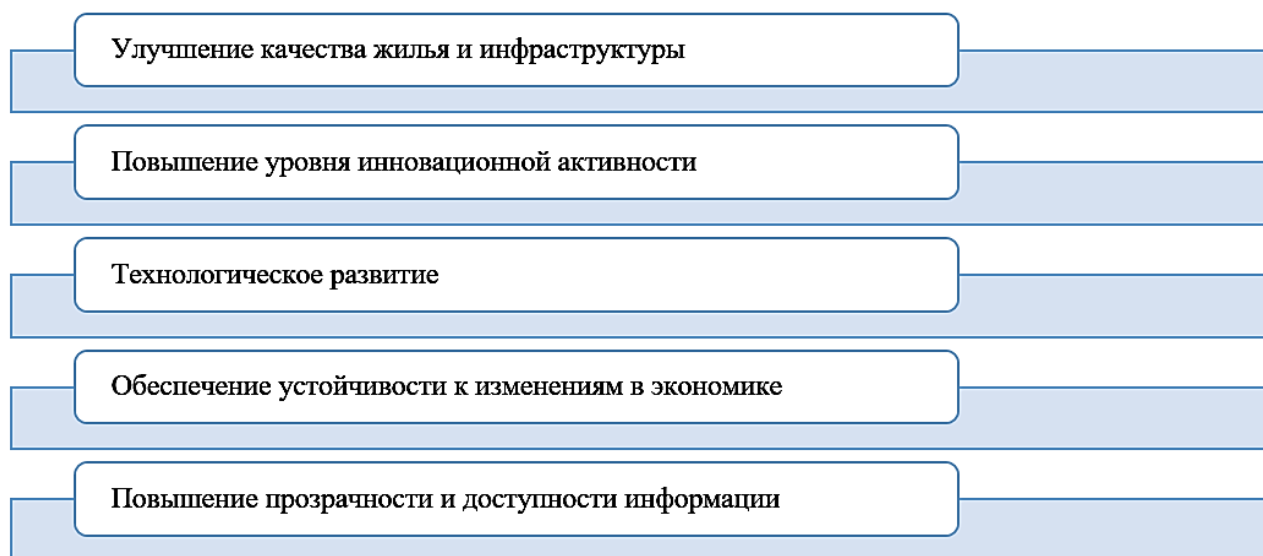 Улучшение качества жилья и инфраструктуры
Повышение уровня инновационной активности
Технологическое развитие
Обеспечение устойчивости к изменениям в экономике
Повышение прозрачности и доступности информации